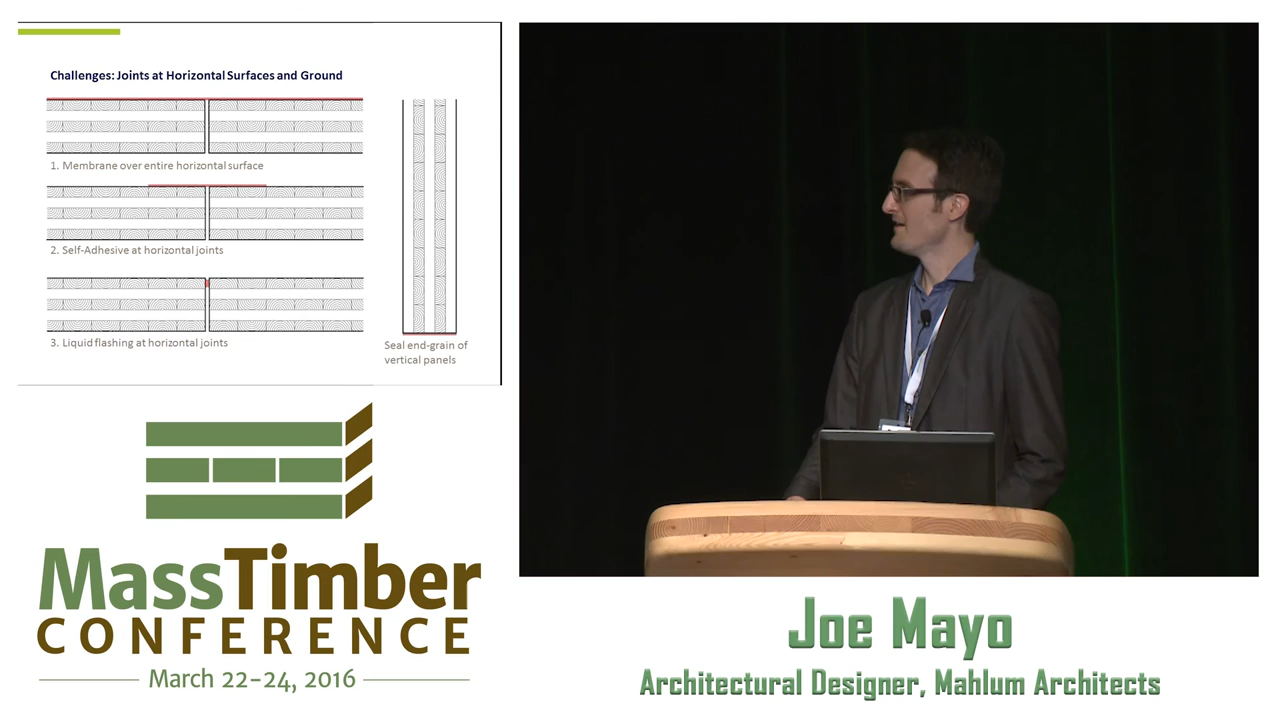 Challenges: Joints at Horizontal Surfaces and Ground
1. Membrane over entire horizontal surface
2. Self-Adhesive at horizontal joints
3. Liquid flashing at horizontal joints
Seal end-grain of
vertical panels
MassTimber
CONFERENCE
March 22-24, 2016
Joe Mayo
Architectural Designer, Mahlum Architects